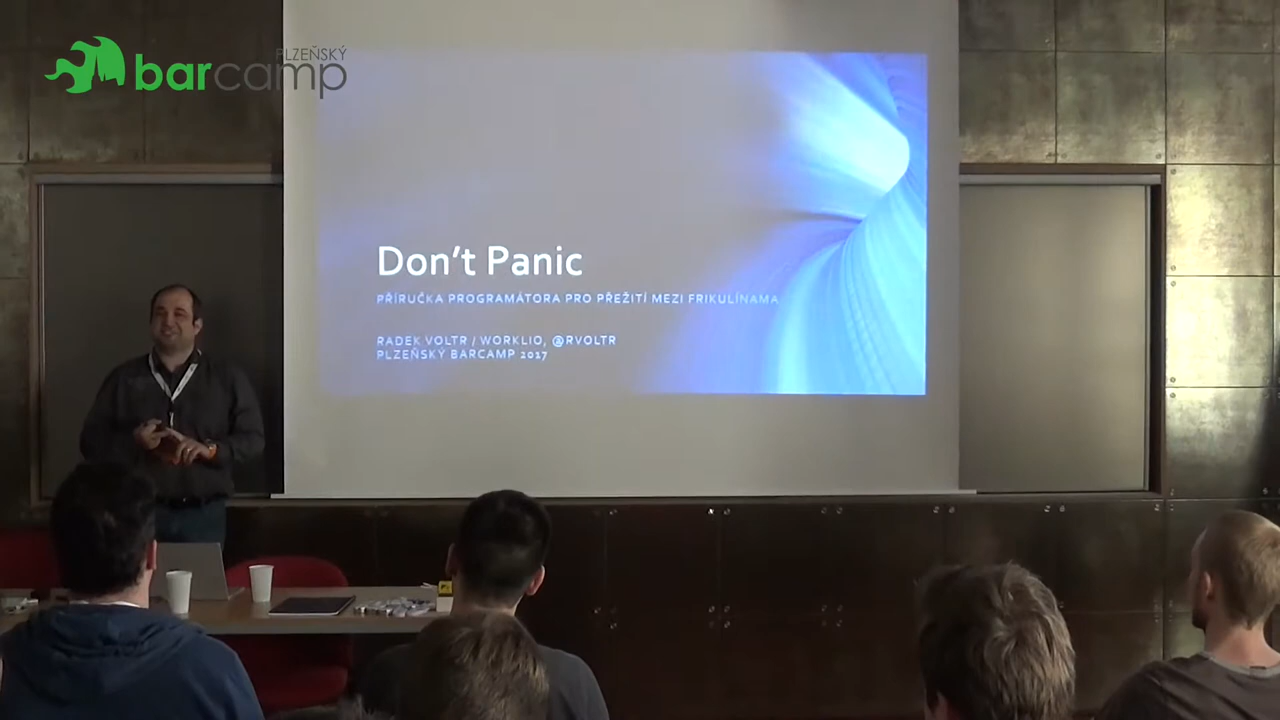 PLZEŇSKÝ
barcamp
Don't Panic
PŘÍRUČKA PROGRAMÁTORA PRO PŘEŽITÍ MEZI FRIKULÍNAMA
RADEK VOLTR / WORKLIO, @RVOLTR
PLZEŇSKÝ BARCAMP 2017